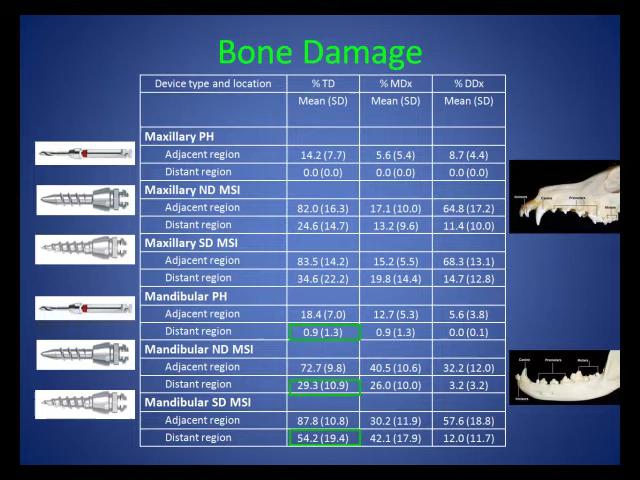 Bone Damage
Device type and location % TD % MDx % DDx
Mean (SD) Mean (SD) Mean (SD)
Maxillary PH
Adjacent region 14.2 (7.7) 5.6 (5.4) 8.7 (4.4)
Distant region 0.0 (0.0) 0.0 (0.0) 0.0 (0.0)
Maxillary ND MSI
Adjacent region 82.0 (16.3) 17.1 (10.0) 64.8 (17.2)
Distant region 24.6 (14.7) 13.2 (9.6) 11.4 (10.0)
Maxillary SD MSI
Adjacent region 83.5 (14.2) 15.2 (5.5) 68.3 (13.1)
Distant region 34.6 (22.2) 19.8 (14.4) 14.7 (12.8)
Mandibular PH
Adjacent region 18.4 (7.0) 12.7 (5.3) 5.6 (3.8)
Distant region 0.9 (1.3) 0.9 (1.3) 0.0 (0.1)
Mandibular ND MSI
Adjacent region 72.7 (9.8) 40.5 (10.6) 32.2 (12.0)
Distant region 29.3 (10.9) 26.0 (10.0) 3.2 (3.2)
Mandibular SD MSI
Adjacent region 87.8 (10.8) 30.2 (11.9) 57.6 (18.8)
Distant region 54.2 (19.4) 42.1 (17.9) 12.0 (11.7)
Incisors Canine Premolars
Molars
Canine Premolars Molars
Incisors